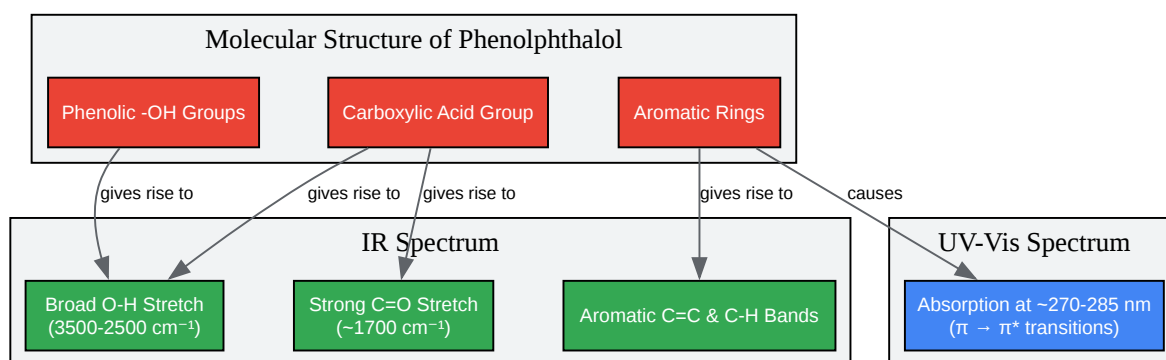 Molecular Structure of Phenolphthalol
Phenolic -OH Groups
Carboxylic Acid Group
Aromatic Rings
gives rise to
gives rise to
gives rise to
gives rise to
causes
IR Spectrum
UV-Vis Spectrum
Broad O-H Stretch
(3500-2500 cm⁻¹)
Strong C=O Stretch
(~1700 cm⁻¹)
Aromatic C=C & C-H Bands
Absorption at ~270-285 nm
(π → π* transitions)